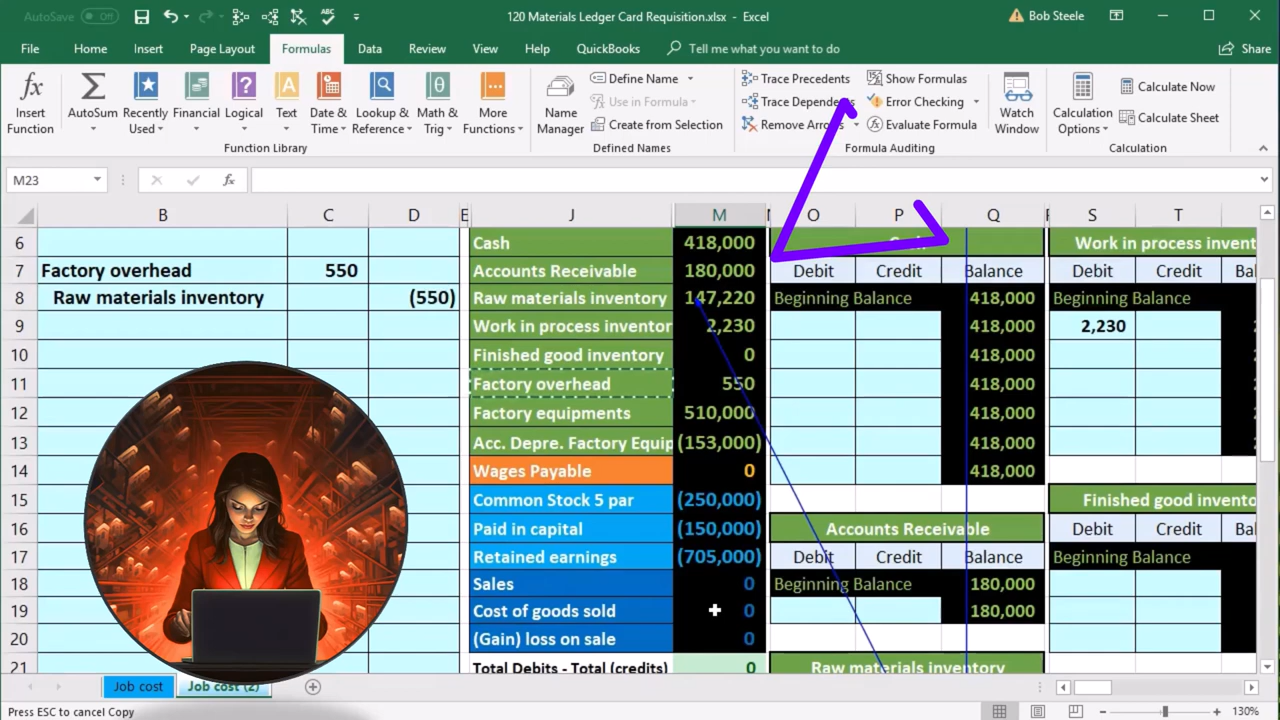 AutoSave Off 120 Materials Ledger Card Requisition.xlsx - Excel Bob Steele
File Home Insert Page Layout Formulas Data Review View Help QuickBooks Tell me what you want to do Share
Insert Function
AutoSum
Recently Used
Financial
Logical
Text
Date & Time
Lookup & Reference
Math & Trig
More Functions
Function Library
Name Manager
Define Name
Use in Formula
Create from Selection
Defined Names
Trace Precedents
Trace Dependents
Remove Arrows
Show Formulas
Error Checking
Evaluate Formula
Formula Auditing
Watch Window
Calculation Options
Calculate Now
Calculate Sheet
Calculation
M23 fx
B C D E J M O P Q S T
6 Cash 418,000 Work in process invent
7 Factory overhead 550 Accounts Receivable 180,000 Debit Credit Balance Debit Credit Bal
8 Raw materials inventory (550) Raw materials inventory 147,220 Beginning Balance 418,000 Beginning Balance
9 Work in process inventor 2,230 418,000 2,230
10 Finished good inventory 0 418,000
11 Factory overhead 550 418,000
12 Factory equipments 510,000 418,000
13 Acc. Depre. Factory Equip (153,000) 418,000
14 Wages Payable 0 418,000
15 Common Stock 5 par (250,000) Finished good invento
16 Paid in capital (150,000) Accounts Receivable Debit Credit Bal
17 Retained earnings (705,000) Debit Credit Balance Beginning Balance
18 Sales 0 Beginning Balance 180,000
19 Cost of goods sold 0 180,000
20 (Gain) loss on sale 0
21 Total Debits - Total (credits) 0 Raw materials inventory
Job cost Job cost (2)
Press ESC to cancel Copy 130%